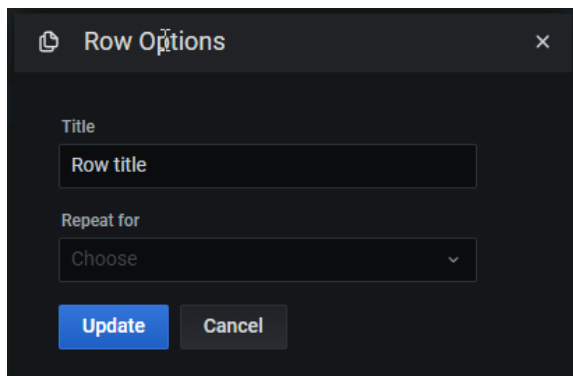 Row Options
Title
Row title
Repeat for
Choose
Update Cancel